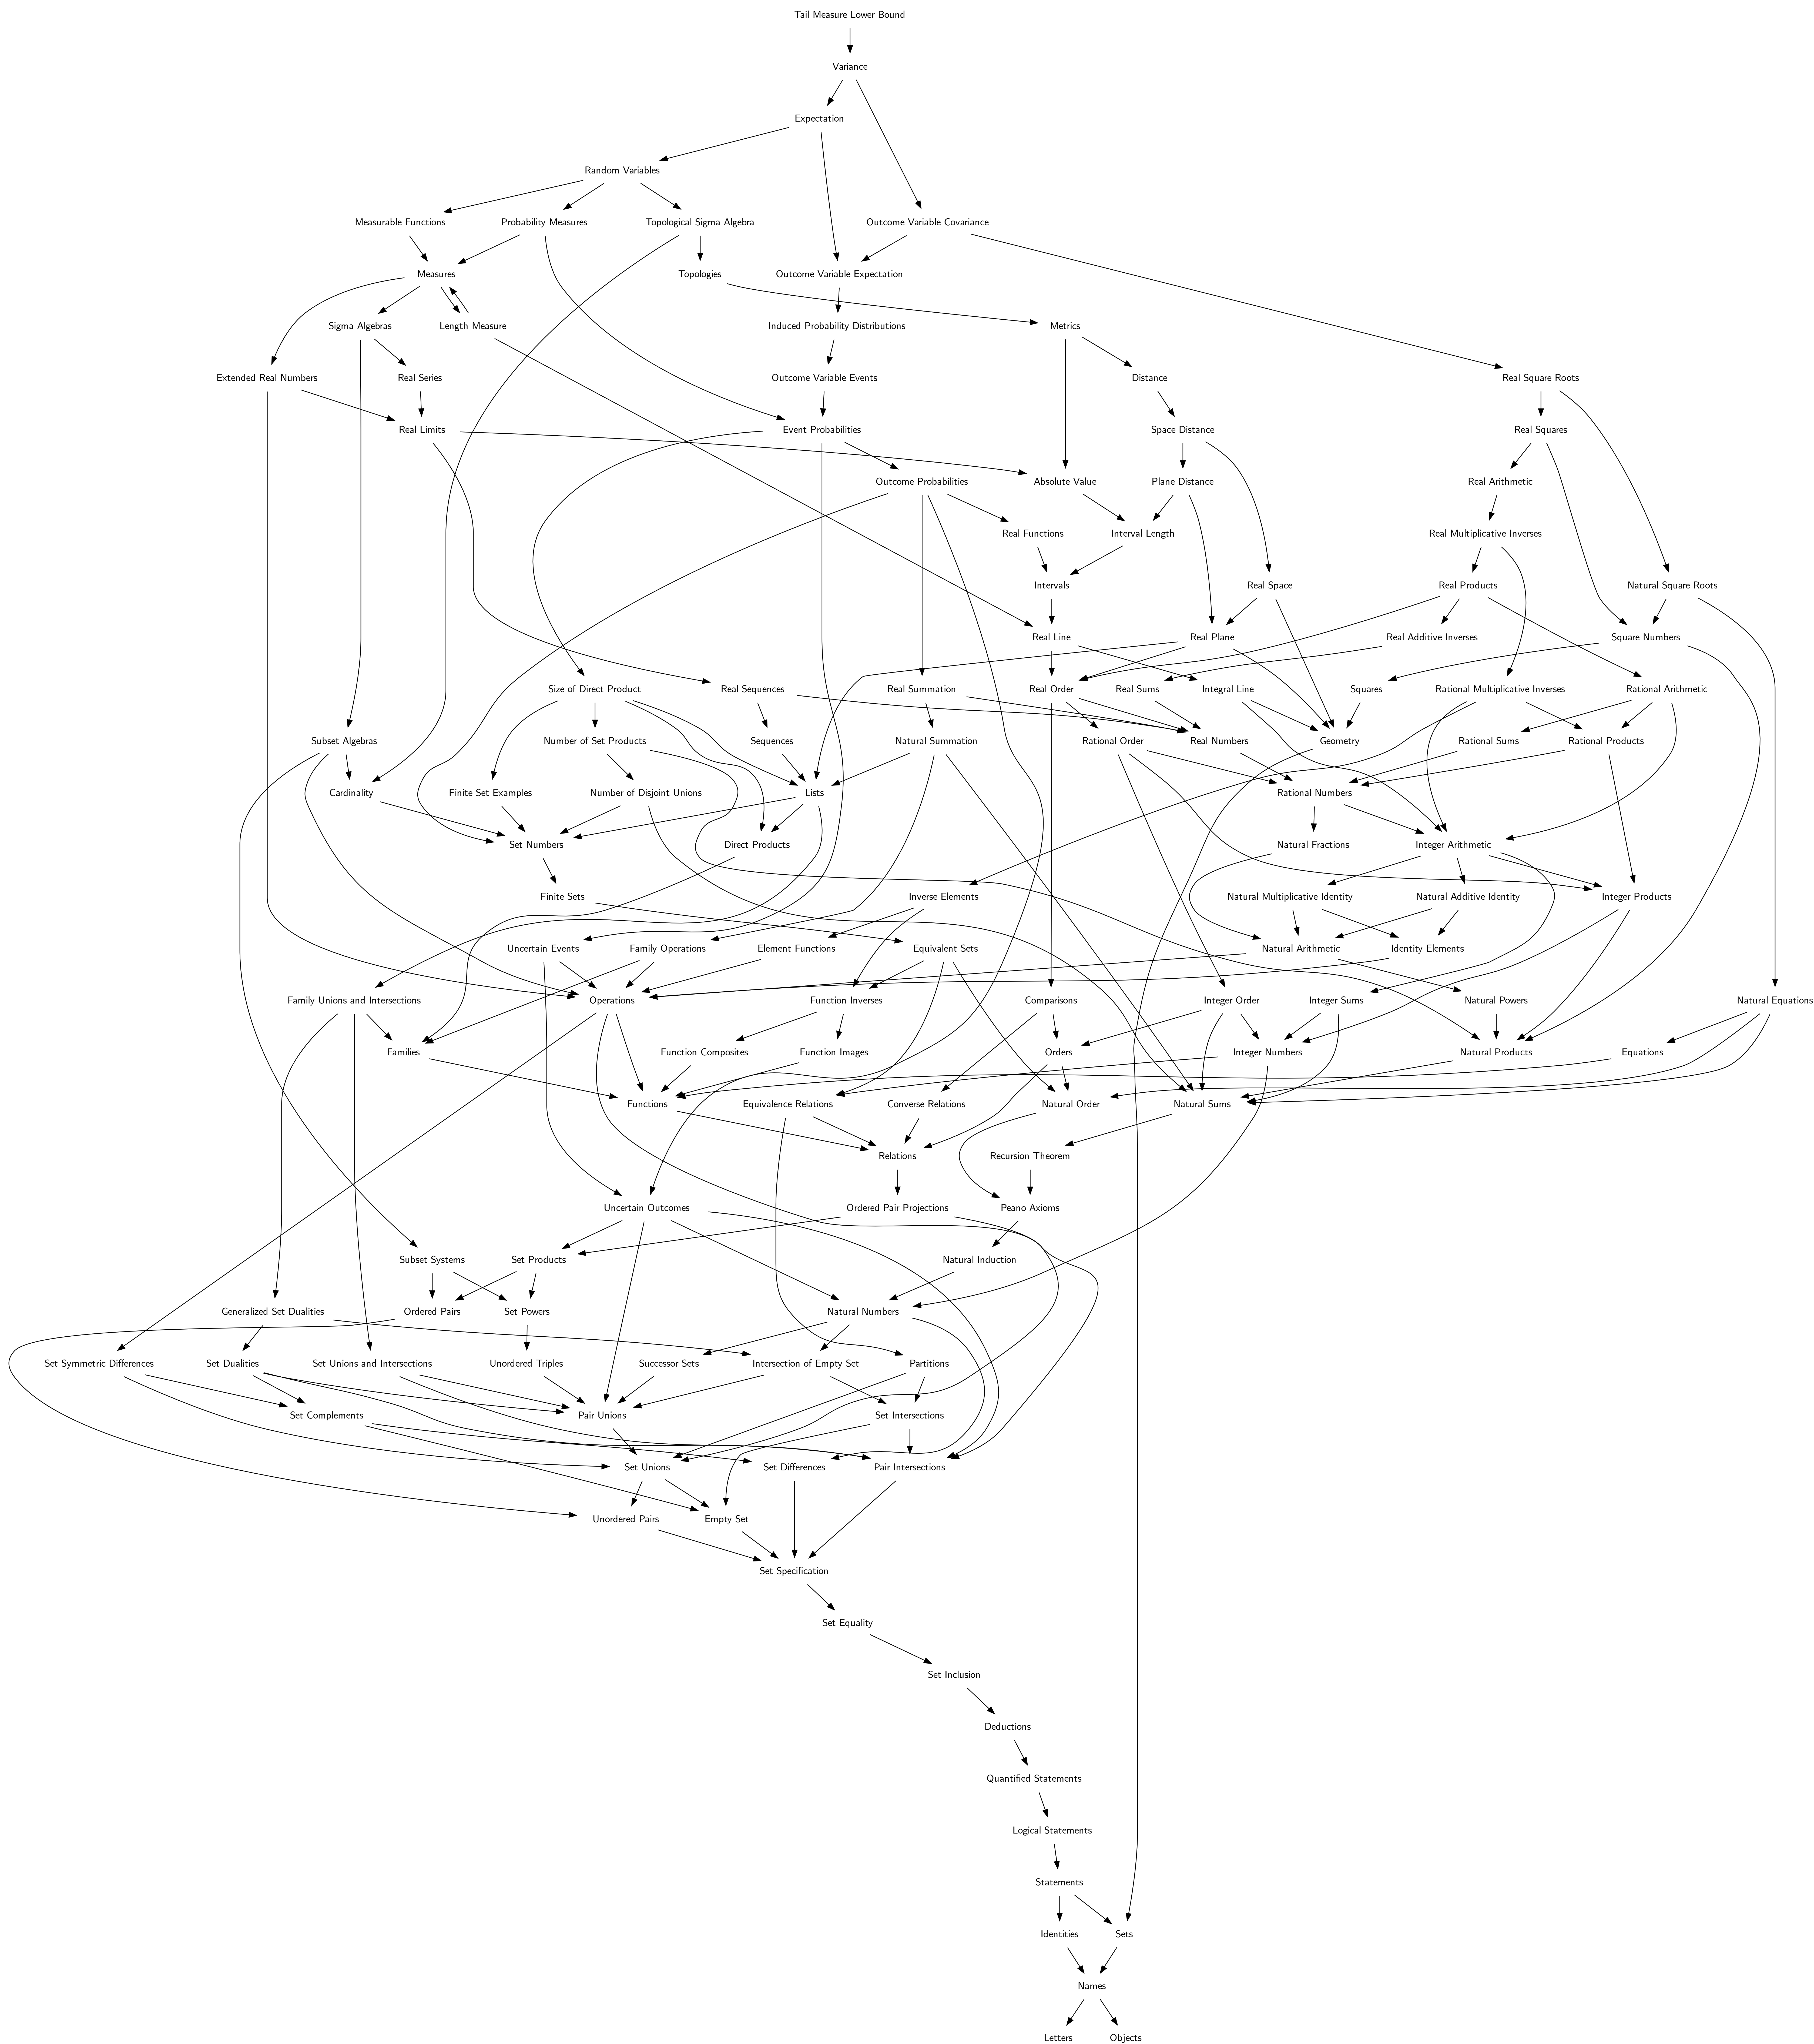 Tail Measure Lower Bound
Variance
Expectation
Random Variables
Measurable Functions
Probability Measures
Topological Sigma Algebra
Outcome Variable Covariance
Measures
Topologies
Outcome Variable Expectation
Sigma Algebras
Length Measure
Induced Probability Distributions
Metrics
Extended Real Numbers
Real Series
Outcome Variable Events
Distance
Real Square Roots
Real Limits
Event Probabilities
Space Distance
Real Squares
Outcome Probabilities
Absolute Value
Plane Distance
Real Arithmetic
Real Functions
Interval Length
Real Multiplicative Inverses
Intervals
Real Space
Real Products
Natural Square Roots
Real Line
Real Plane
Real Additive Inverses
Square Numbers
Size of Direct Product
Real Sequences
Real Summation
Real Order
Real Sums
Integral Line
Squares
Rational Multiplicative Inverses
Rational Arithmetic
Subset Algebras
Number of Set Products
Sequences
Natural Summation
Rational Order
Real Numbers
Geometry
Rational Sums
Rational Products
Cardinality
Finite Set Examples
Number of Disjoint Unions
Lists
Rational Numbers
Set Numbers
Direct Products
Natural Fractions
Integer Arithmetic
Finite Sets
Inverse Elements
Natural Multiplicative Identity
Natural Additive Identity
Integer Products
Uncertain Events
Family Operations
Element Functions
Equivalent Sets
Natural Arithmetic
Identity Elements
Family Unions and Intersections
Operations
Function Inverses
Comparisons
Integer Order
Integer Sums
Natural Powers
Natural Equations
Families
Function Composites
Function Images
Orders
Integer Numbers
Natural Products
Equations
Functions
Equivalence Relations
Converse Relations
Natural Order
Natural Sums
Relations
Recursion Theorem
Uncertain Outcomes
Ordered Pair Projections
Peano Axioms
Subset Systems
Set Products
Natural Induction
Generalized Set Dualities
Ordered Pairs
Set Powers
Natural Numbers
Set Symmetric Differences
Set Dualities
Set Unions and Intersections
Unordered Triples
Successor Sets
Intersection of Empty Set
Partitions
Set Complements
Pair Unions
Set Intersections
Set Unions
Set Differences
Pair Intersections
Unordered Pairs
Empty Set
Set Specification
Set Equality
Set Inclusion
Deductions
Quantified Statements
Logical Statements
Statements
Identities
Sets
Names
Letters
Objects